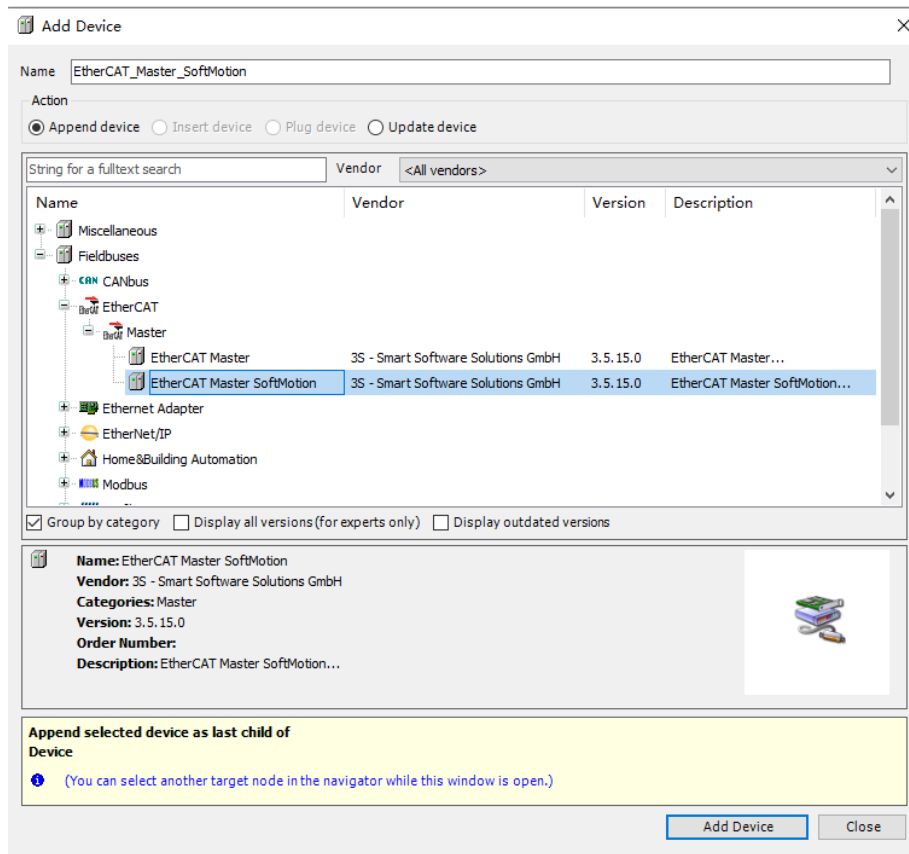 Add Device
Name EtherCAT_Master_SoftMotion
Action
Append device Insert device Plug device Update device
String for a fulltext search Vendor <All vendors>
Name Vendor Version Description
Miscellaneous
Fieldbuses
CAN CANbus
EtherCAT
Master
EtherCAT Master 3S - Smart Software Solutions GmbH 3.5.15.0 EtherCAT Master...
EtherCAT Master SoftMotion 3S - Smart Software Solutions GmbH 3.5.15.0 EtherCAT Master SoftMotion...
Ethernet Adapter
EtherNet/IP
Home&Building Automation
Modbus
Group by category Display all versions (for experts only) Display outdated versions
Name: EtherCAT Master SoftMotion
Vendor: 3S - Smart Software Solutions GmbH
Categories: Master
Version: 3.5.15.0
Order Number:
Description: EtherCAT Master SoftMotion...
Append selected device as last child of
Device
(You can select another target node in the navigator while this window is open.)
Add Device Close